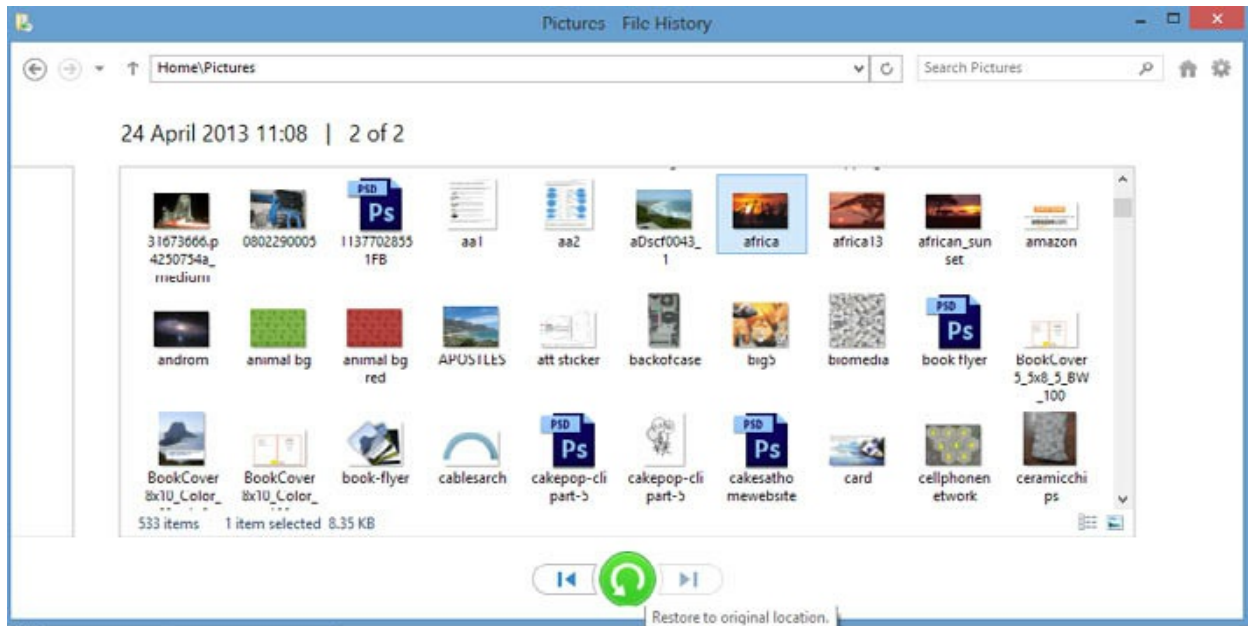 Pictures File History
Home\Pictures
Search Pictures
24 April 2013 11:08 | 2 of 2
PSD
Ps
31673666.p
4250754a_
medium
0802290005
1137702855
1FB
aa1
aa2
aDscf0043_
1
africa
africa13
african_sun
set
amazon
PSD
Ps
androm
animal bg
animal bg
red
APOSTLES
att sticker
backofcase
big5
biomedia
book flyer
BookCover
5_5x8_5_BW
_100
PSD
Ps
PSD
Ps
BookCover
8x10_Color_
BookCover
8x10_Color_
book-flyer
cablesarch
cakepop-cli
part-5
cakepop-cli
part-5
cakesatho
mewebsite
card
cellphonen
etwork
ceramicchi
ps
533 items 1 item selected 8.35 KB
Restore to original location.